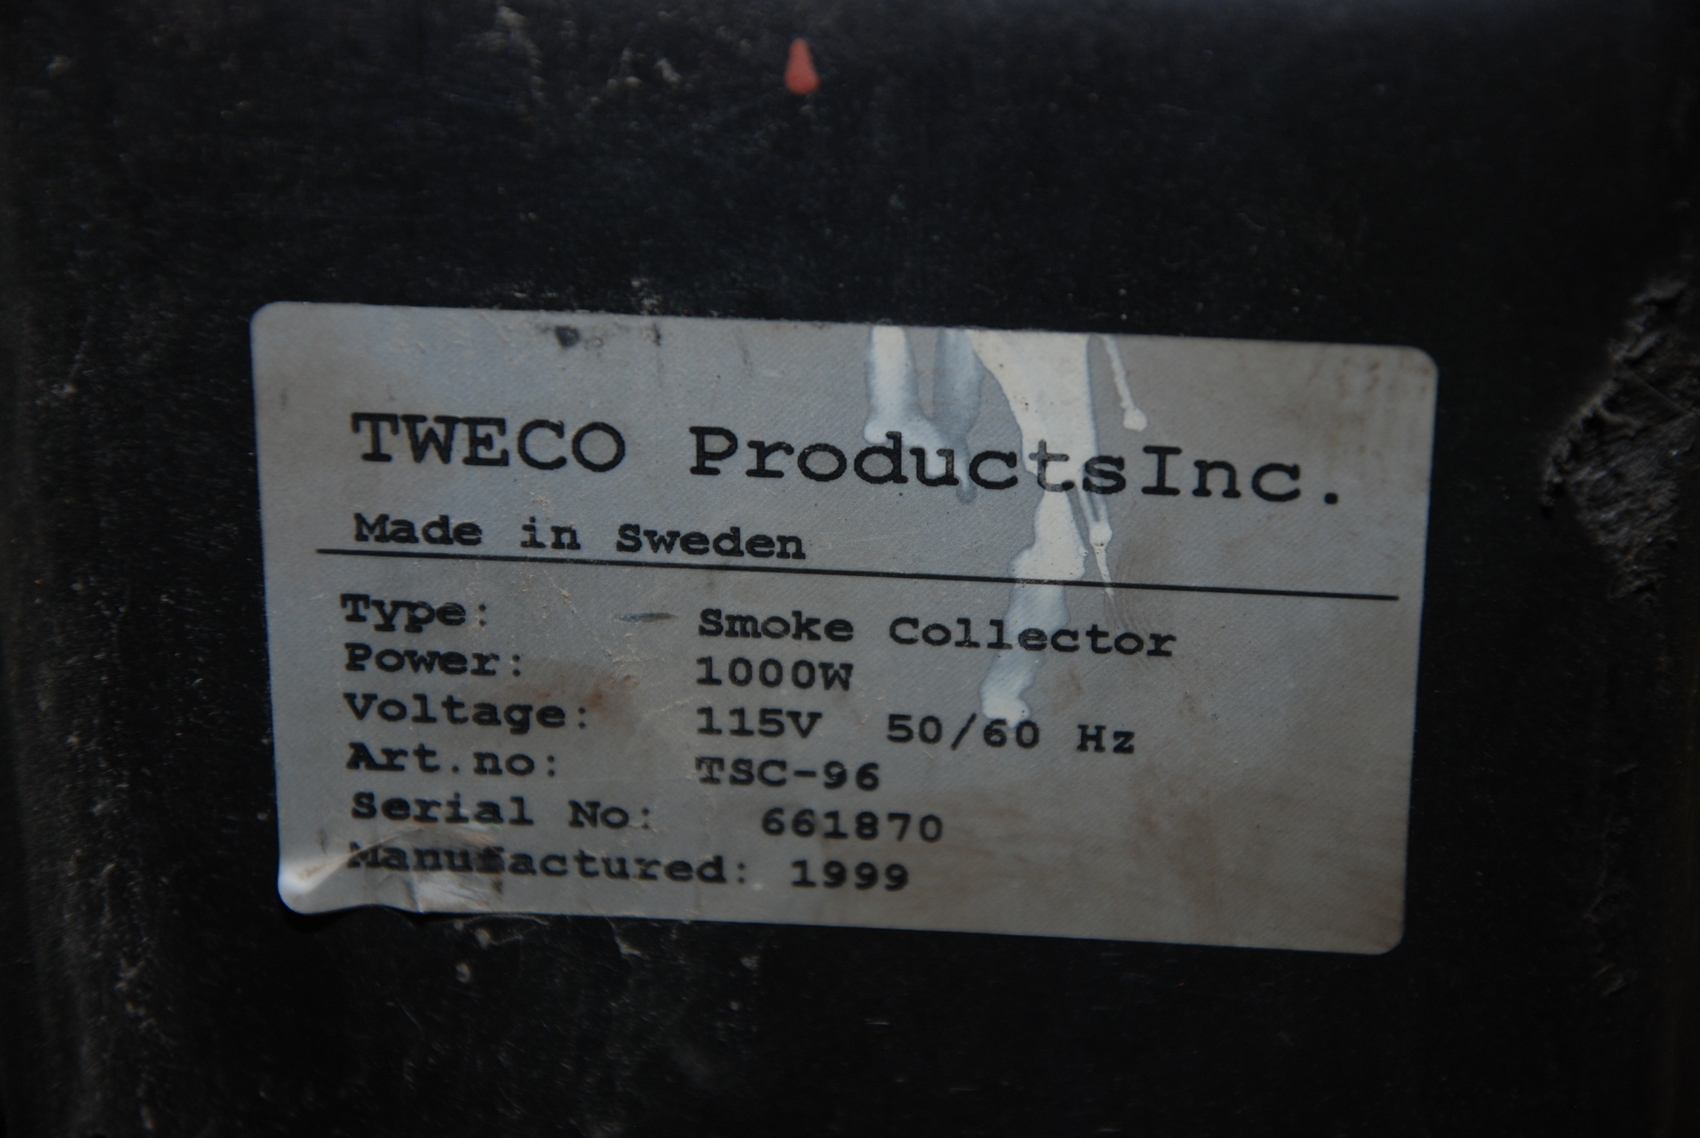 TWECO ProductsInc.
Made in Sweden
Type: Smoke Collector
Power: 1000W
Voltage: 115V 50/60 Hz
Art.no: TSC-96
Serial No: 661870
Manufactured: 1999